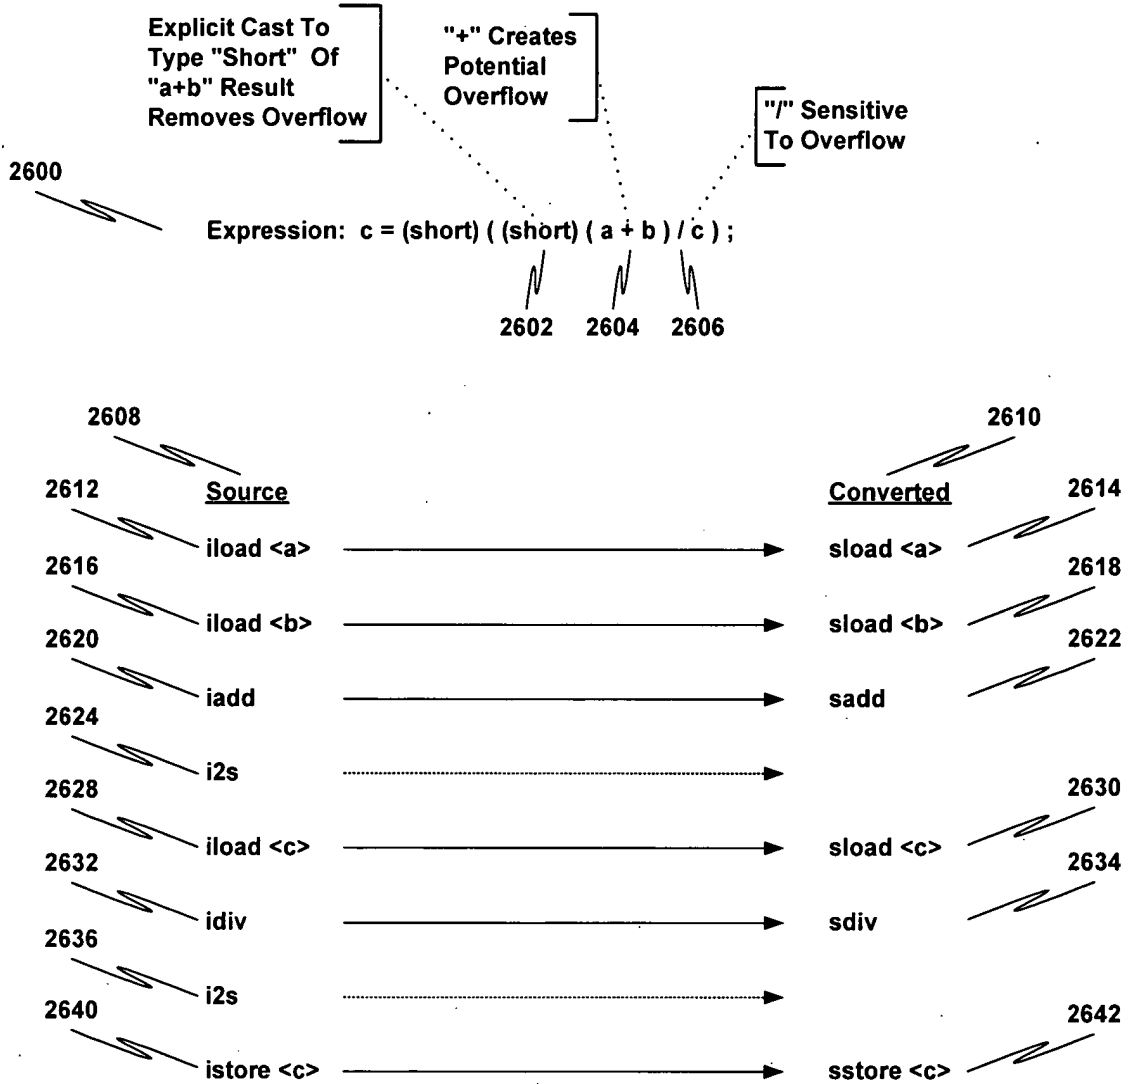 Explicit Cast To
Type "Short" Of
"a+b" Result
Removes Overflow
"+" Creates
Potential
Overflow
"/" Sensitive
To Overflow
2600
Expression: c = (short) ( (short) ( a + b ) / c ) ;
2602 2604 2606
2608 2610
Source Converted
2612 iload <a> sload <a> 2614
2616 iload <b> sload <b> 2618
2620 iadd sadd 2622
2624 i2s
2628 iload <c> sload <c> 2630
2632 idiv sdiv 2634
2636 i2s
2640 istore <c> sstore <c> 2642